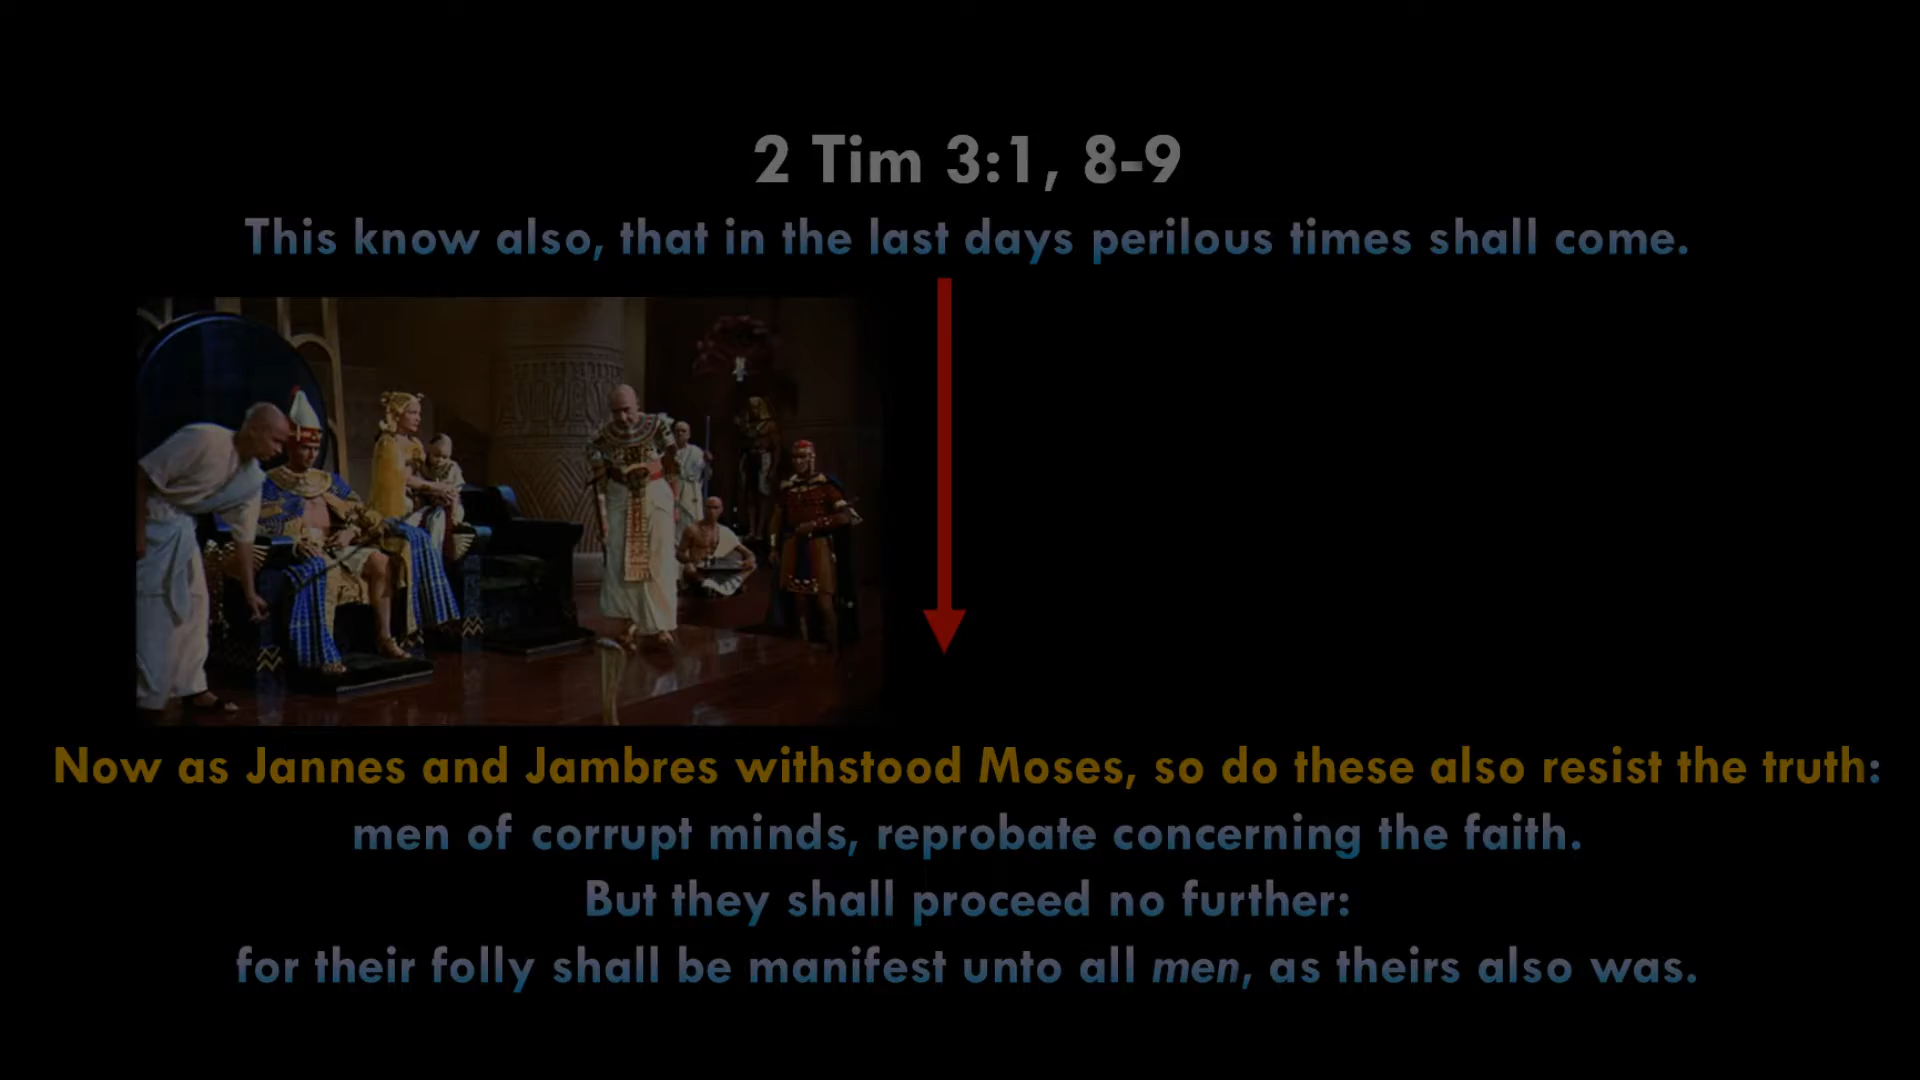 2 Tim 3:1, 8-9
This know also, that in the last days perilous times shall come.
Now as Jannes and Jambres withstood Moses, so do these also resist the truth:
men of corrupt minds, reprobate concerning the faith.
But they shall proceed no further:
for their folly shall be manifest unto all men, as theirs also was.